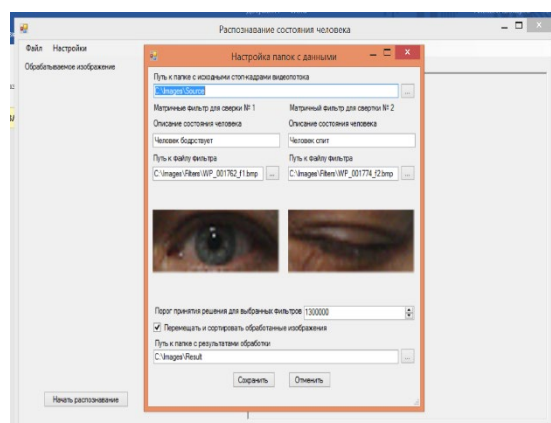 Распознавание состояния человека
Файл Настройки
Обрабатываемое изображение
Настройка папок с данными
Путь к папке с исходными стоп-кадрами видеопотока
C:\Images\Source
...
Матричные фильтр для сверки № 1
Матричный фильтр для свертки № 2
Описание состояния человека
Описание состояния человека
Человек бодрствует
Человек спит
Путь к файлу фильтра
Путь к файлу фильтра
C:\Images\Filters\WP_001762_f1.bmp
...
C:\Images\Filters\WP_001774_f2.bmp
...
Порог принятия решения для выбранных фильтров
1300000
Перемещать и сортировать обработанные изображения
Путь к папке с результатами обработки
C:\Images\Result
...
Сохранить
Отменить
Начать распознавание